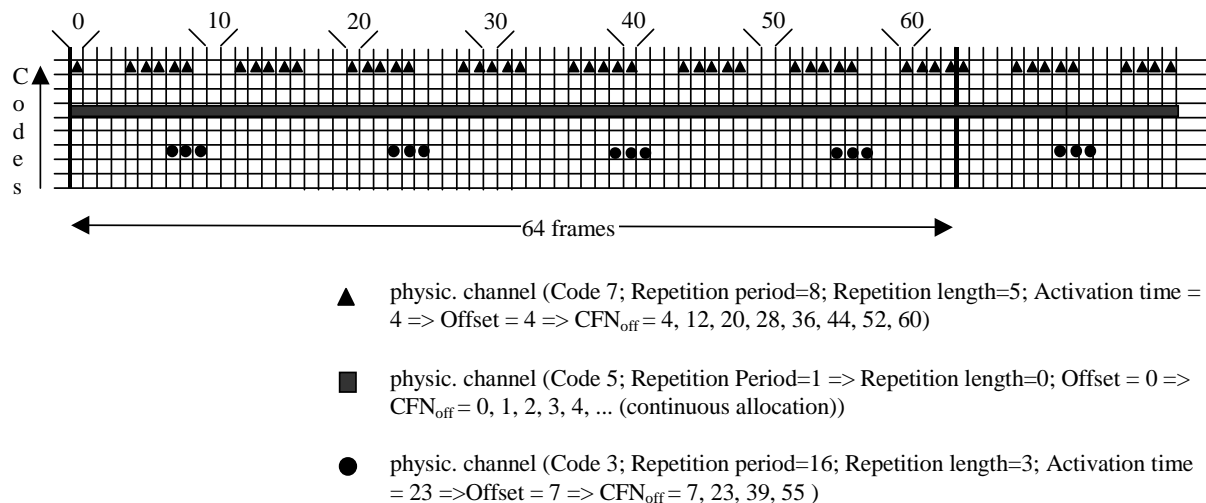 0 10 20 30 40 50 60
C
o
d
e
s
64 frames
physic. channel (Code 7; Repetition period=8; Repetition length=5; Activation time =
4 => Offset = 4 => CFNoff = 4, 12, 20, 28, 36, 44, 52, 60)
physic. channel (Code 5; Repetition Period=1 => Repetition length=0; Offset = 0 =>
CFNoff = 0, 1, 2, 3, 4, ... (continuous allocation))
physic. channel (Code 3; Repetition period=16; Repetition length=3; Activation time
= 23 =>Offset = 7 => CFNoff = 7, 23, 39, 55 )